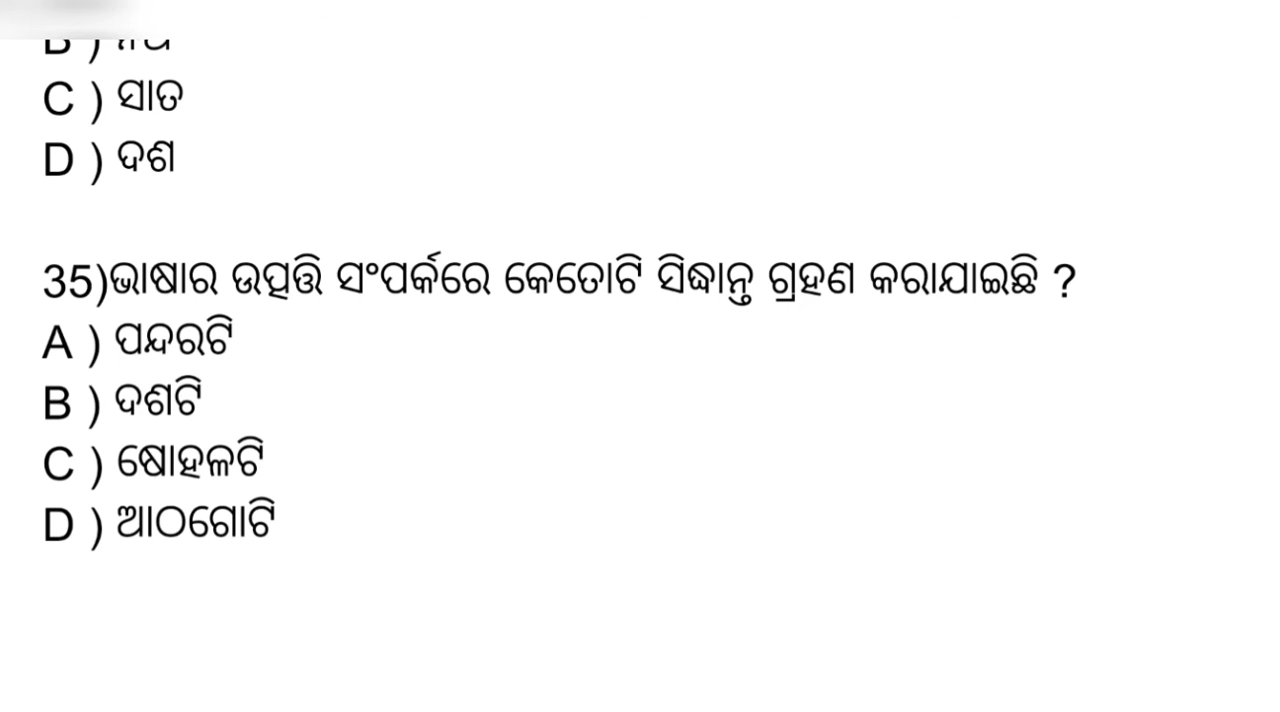 C ) ସାତ
D ) ଦଶ
35)ଭାଷାର ଉତ୍ପତ୍ତି ସଂପର୍କରେ କେତୋଟି ସିଦ୍ଧାନ୍ତ ଗ୍ରହଣ କରାଯାଇଛି ?
A ) ପନ୍ଦରଟି
B ) ଦଶଟି
C ) ଷୋହଳଟି
D ) ଆଠଗୋଟି